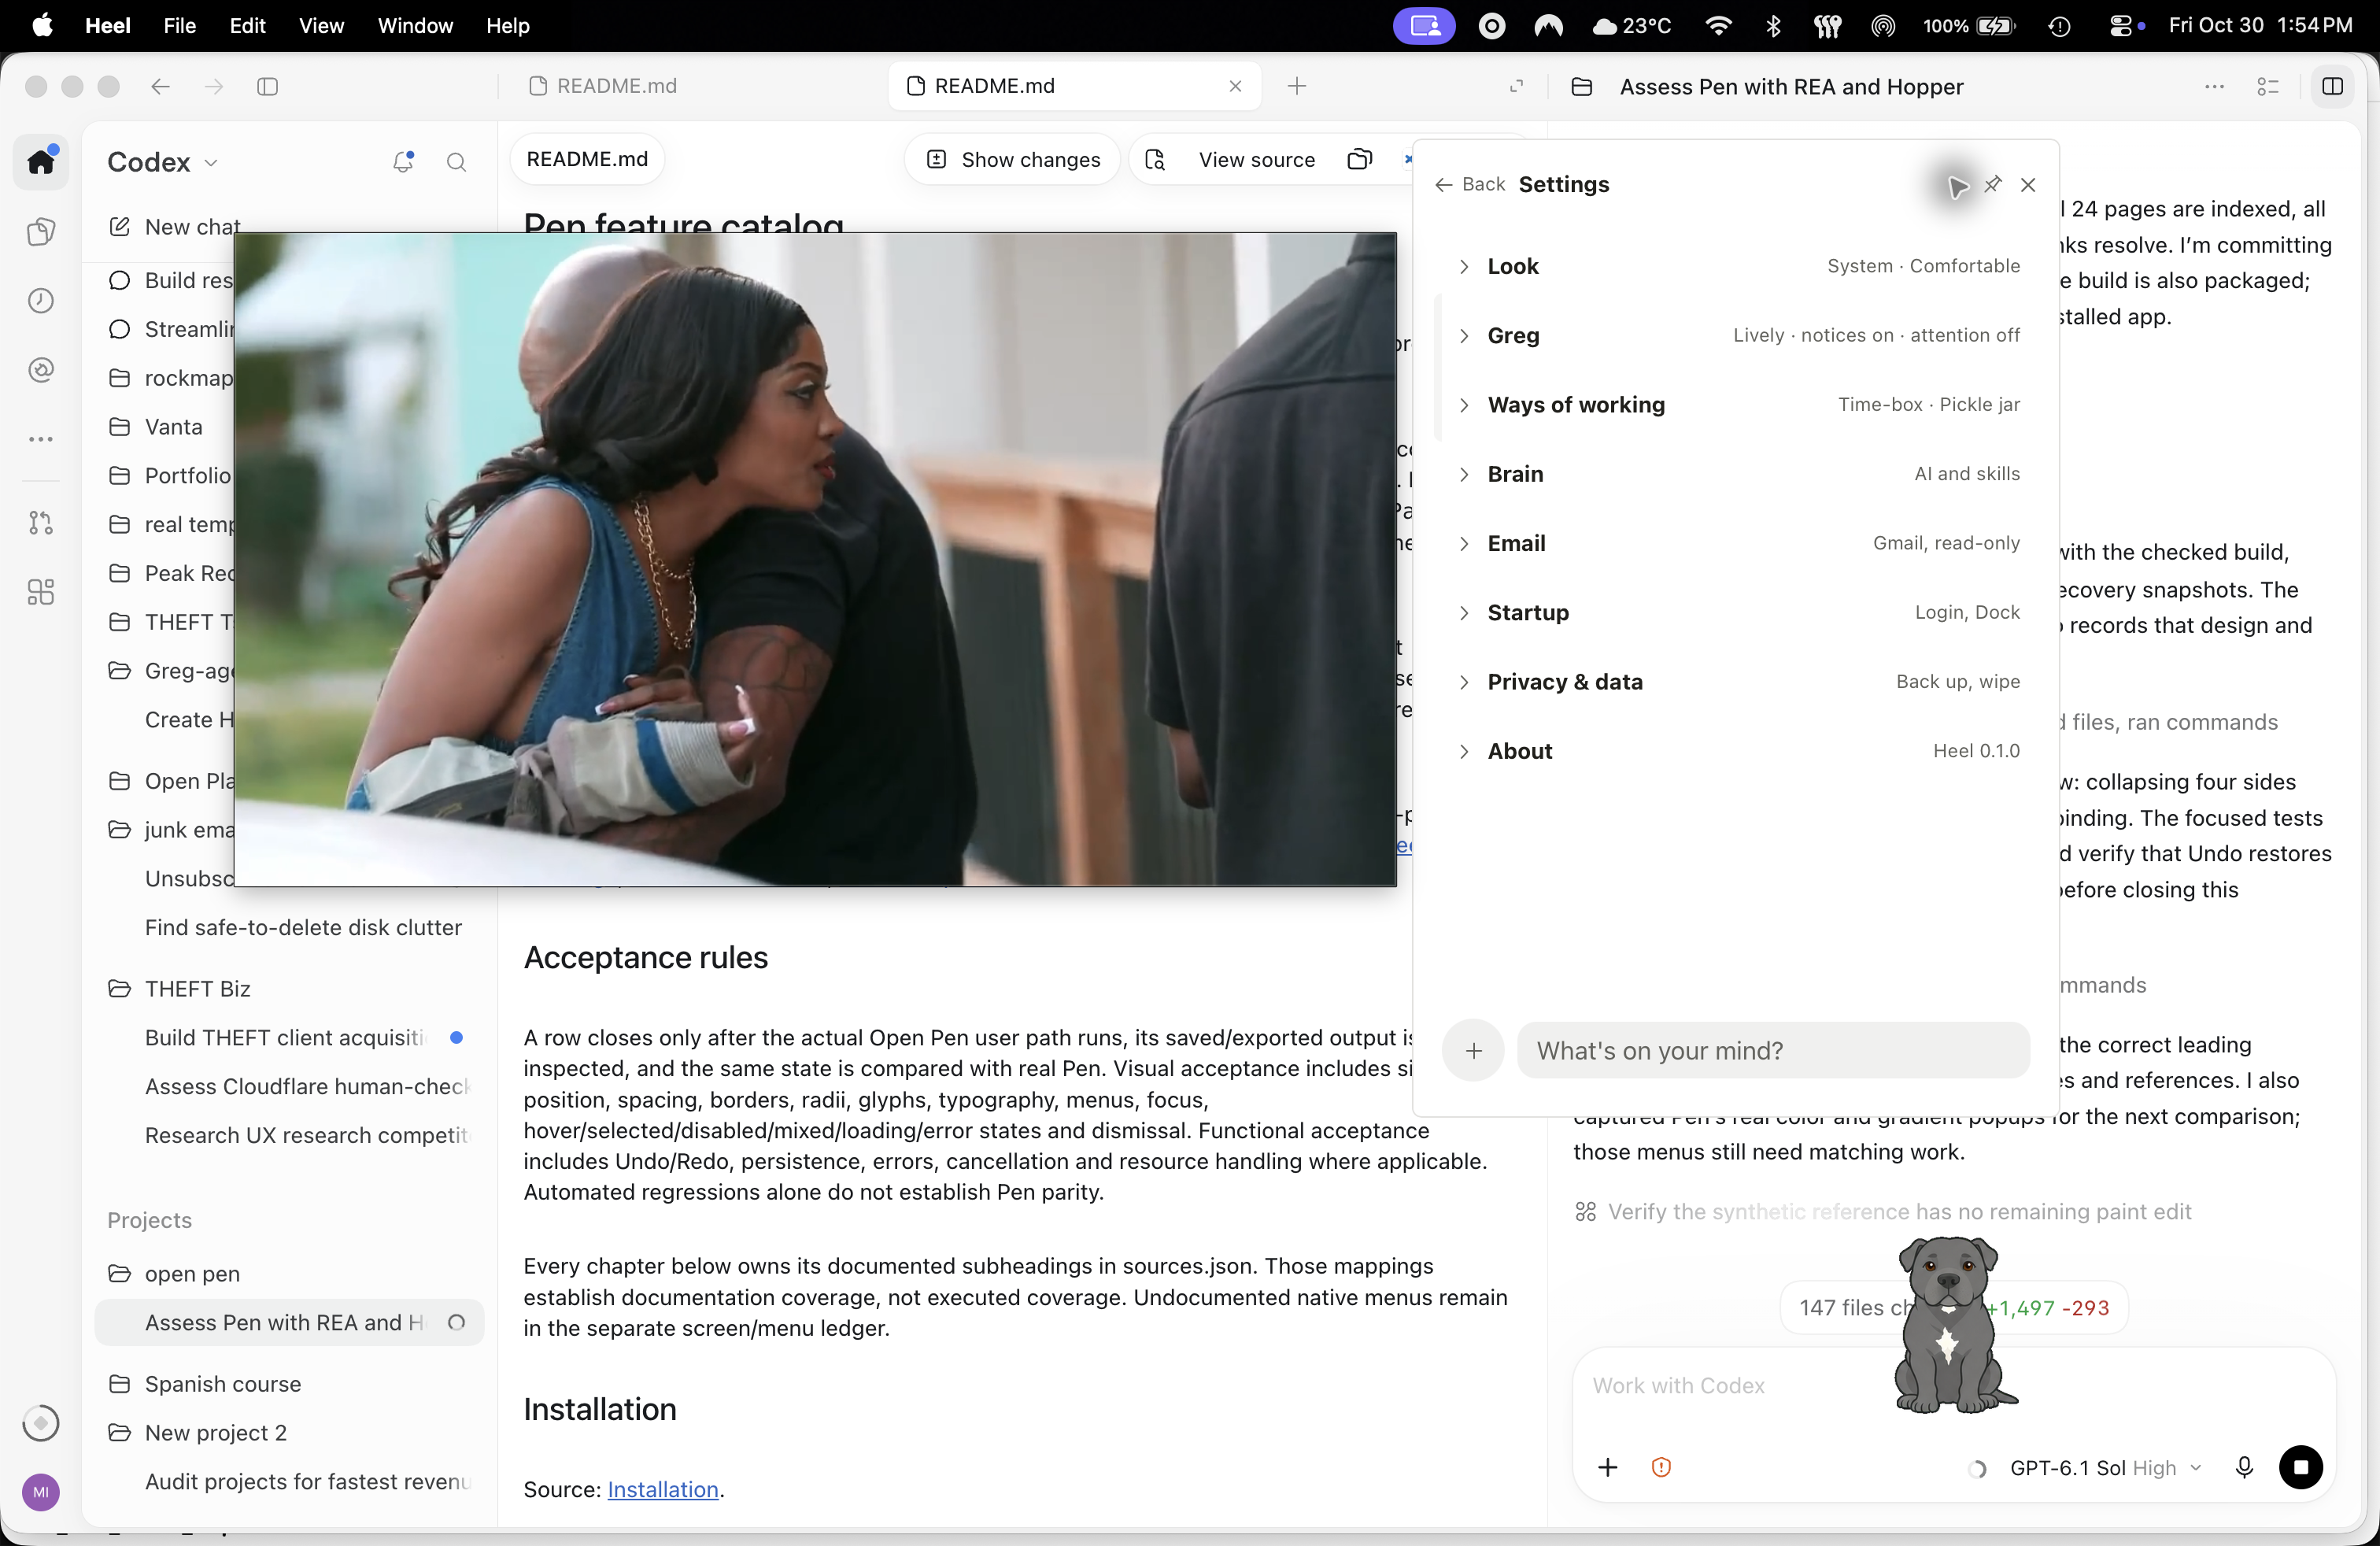 Heel File Edit View Window Help 23°C 100% Fri Oct 30 1:54 PM
README.md
README.md
Assess Pen with REA and Hopper
Codex
New chat
Build res
Streamlin
rockmap
Vanta
Portfolio
real temp
Peak Rec
THEFT T
Greg-age
Create H
Open Pla
junk ema
Unsubsc
Find safe-to-delete disk clutter
THEFT Biz
Build THEFT client acquisiti
Assess Cloudflare human-check
Research UX research competit
Projects
open pen
Assess Pen with REA and H
Spanish course
New project 2
Audit projects for fastest revenu
MI
README.md
Show changes
View source
Pen feature catalog
Acceptance rules
A row closes only after the actual Open Pen user path runs, its saved/exported output is
inspected, and the same state is compared with real Pen. Visual acceptance includes si
position, spacing, borders, radii, glyphs, typography, menus, focus,
hover/selected/disabled/mixed/loading/error states and dismissal. Functional acceptance
includes Undo/Redo, persistence, errors, cancellation and resource handling where applicable.
Automated regressions alone do not establish Pen parity.
Every chapter below owns its documented subheadings in sources.json. Those mappings
establish documentation coverage, not executed coverage. Undocumented native menus remain
in the separate screen/menu ledger.
Installation
Source: Installation.
Back Settings
Look System · Comfortable
Greg Lively · notices on · attention off
Ways of working Time-box · Pickle jar
Brain AI and skills
Email Gmail, read-only
Startup Login, Dock
Privacy & data Back up, wipe
About Heel 0.1.0
What's on your mind?
24 pages are indexed, all
nks resolve. I'm committing
e build is also packaged;
stalled app.
with the checked build,
ecovery snapshots. The
records that design and
d files, ran commands
w: collapsing four sides
binding. The focused tests
d verify that Undo restores
before closing this
mmands
the correct leading
es and references. I also
captured Pen's real color and gradient popups for the next comparison;
those menus still need matching work.
Verify the synthetic reference has no remaining paint edit
147 files ch +1,497 -293
Work with Codex
GPT-6.1 Sol High